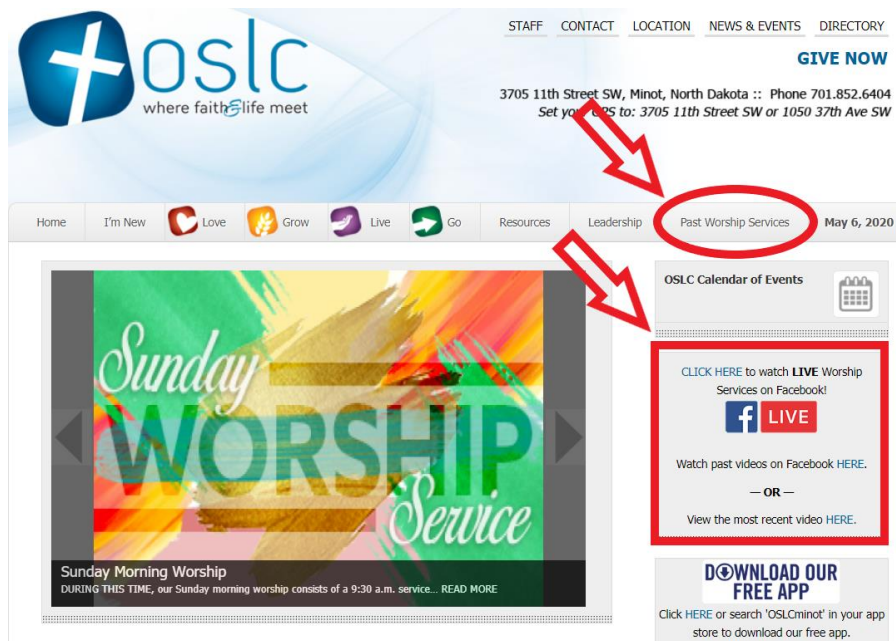 STAFF CONTACT LOCATION NEWS & EVENTS DIRECTORY
oslc
where faith & life meet
GIVE NOW
3705 11th Street SW, Minot, North Dakota :: Phone 701.852.6404
Set your GPS to: 3705 11th Street SW or 1050 37th Ave SW
Home I'm New Love Grow Live Go Resources Leadership Past Worship Services May 6, 2020
Sunday
WORSHIP
Service
Sunday Morning Worship
DURING THIS TIME, our Sunday morning worship consists of a 9:30 a.m. service... READ MORE
OSLC Calendar of Events
CLICK HERE to watch LIVE Worship
Services on Facebook!
f LIVE
Watch past videos on Facebook HERE.
— OR —
View the most recent video HERE.
DOWNLOAD OUR
FREE APP
Click HERE or search 'OSLCminot' in your app
store to download our free app.